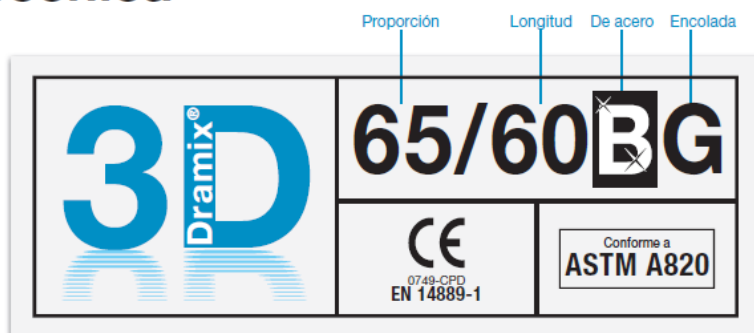 Proporción Longitud De acero Encolada
3D
Dramix®
65/60BG
CE
0749-CPD
EN 14889-1
Conforme a
ASTM A820